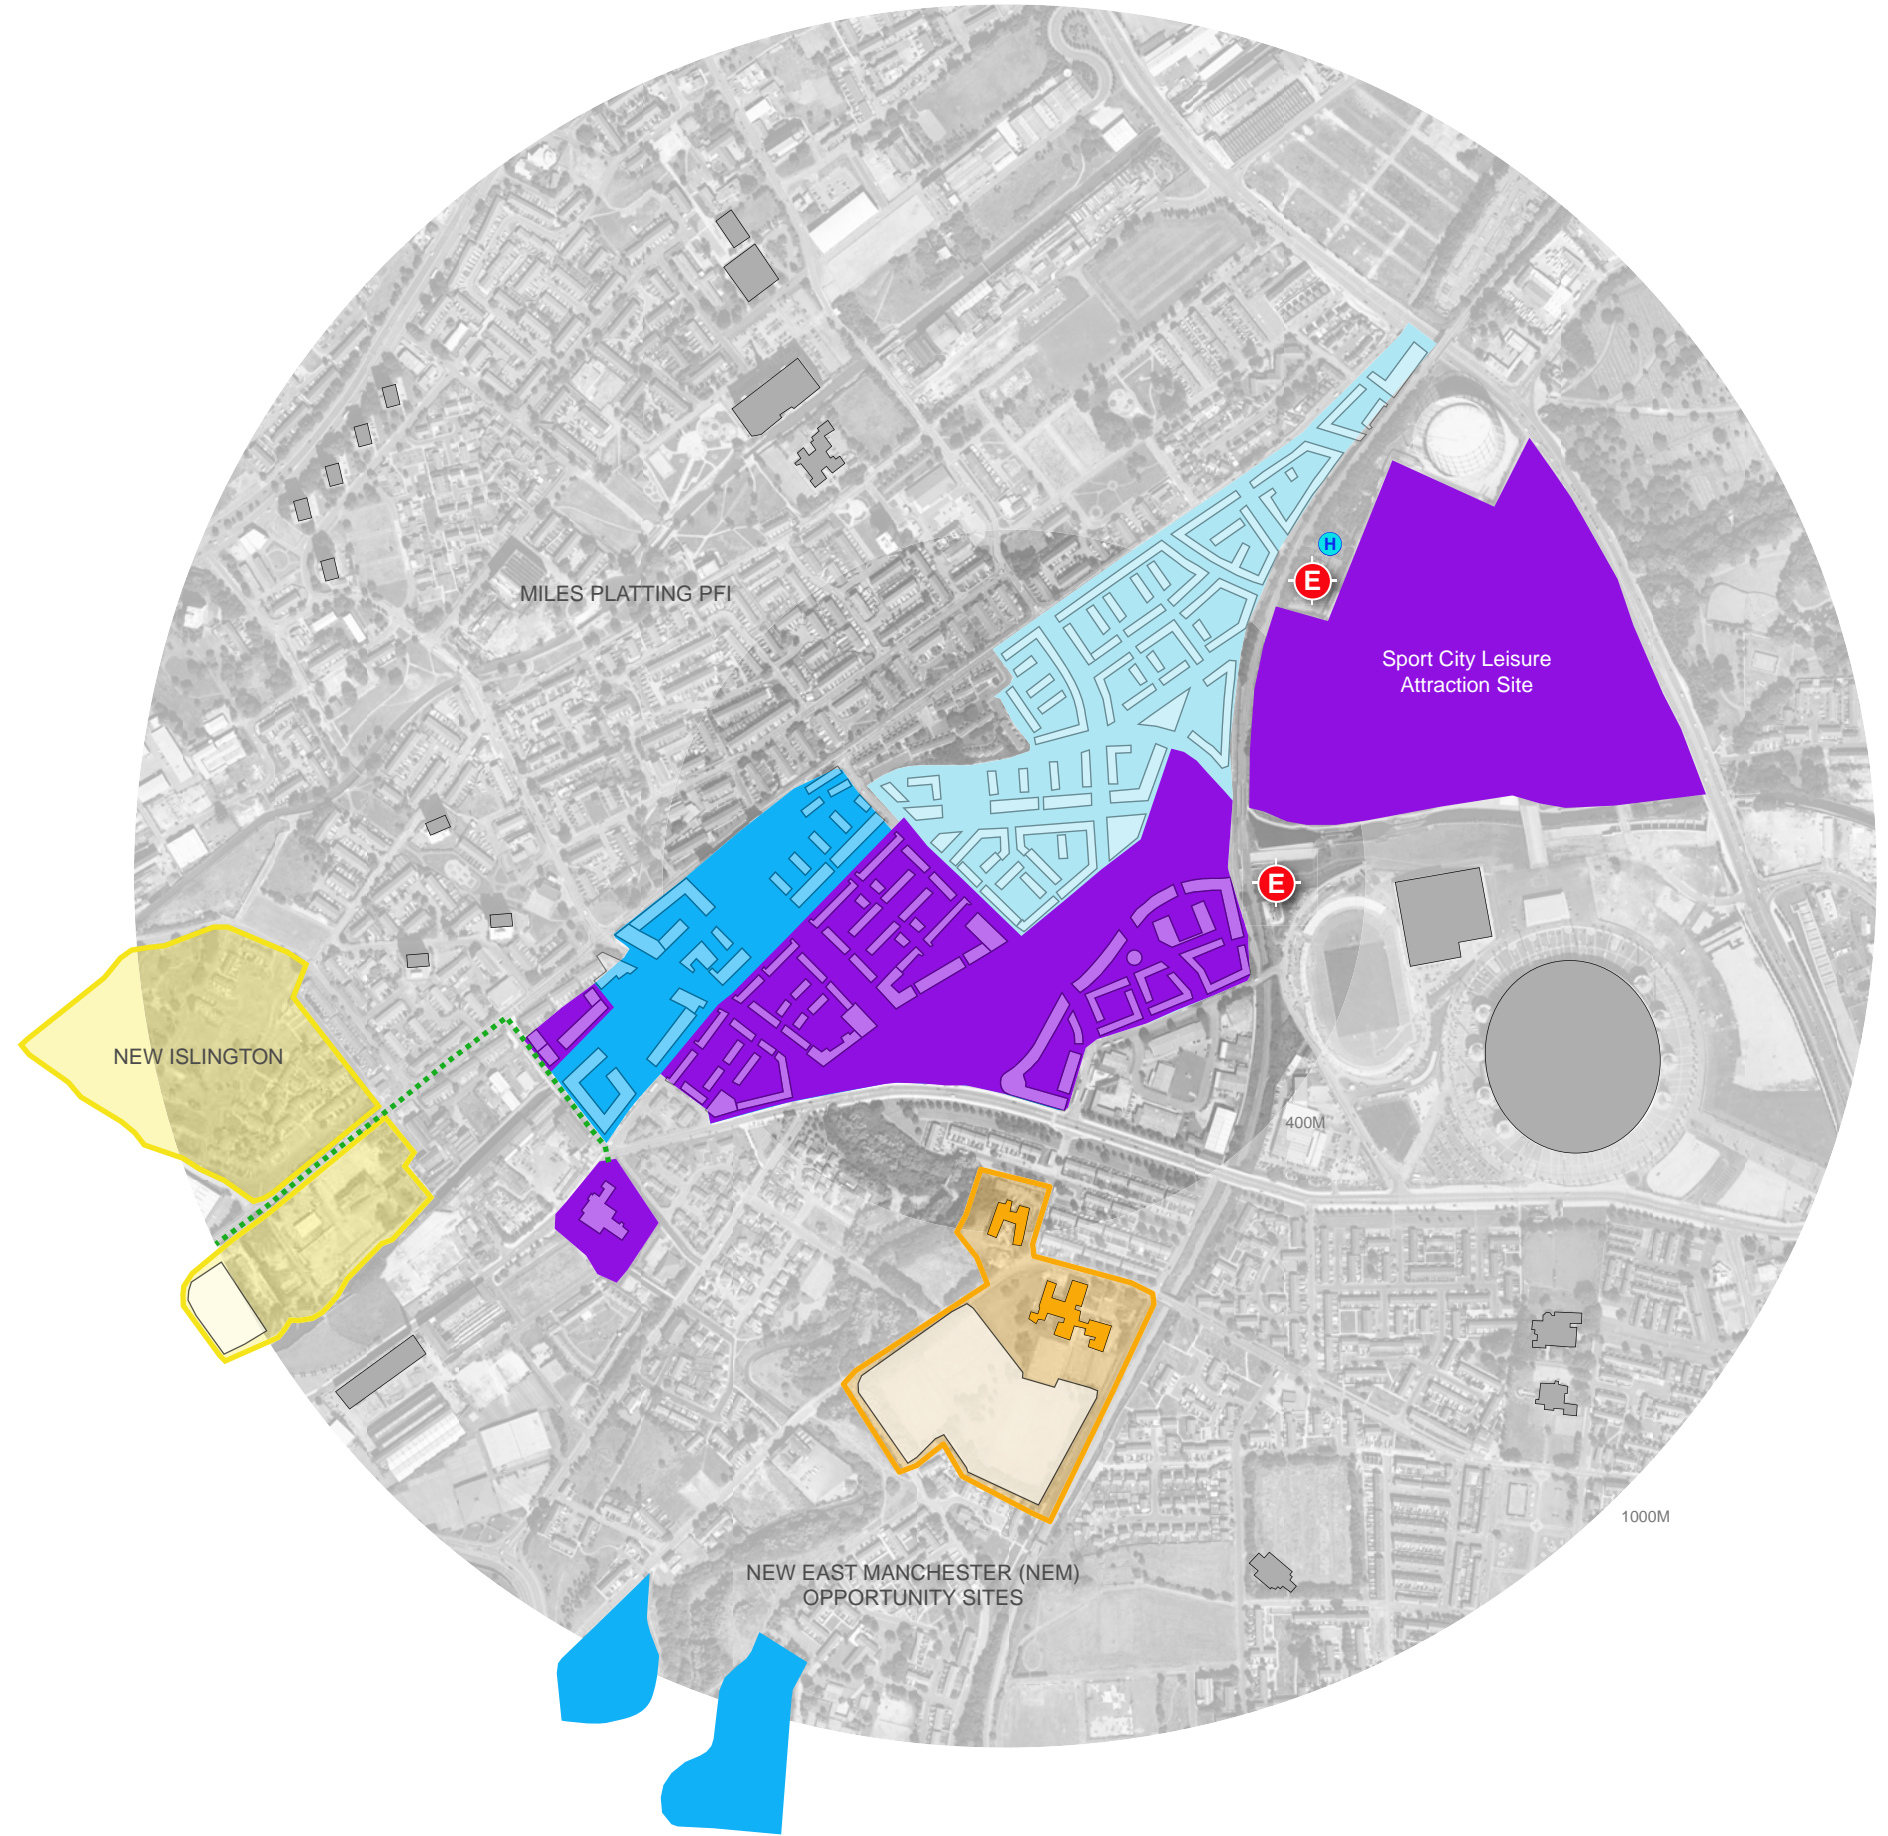 H
E
MILES PLATTING PFI
Sport City Leisure
Attraction Site
E
NEW ISLINGTON
400M
1000M
NEW EAST MANCHESTER (NEM)
OPPORTUNITY SITES